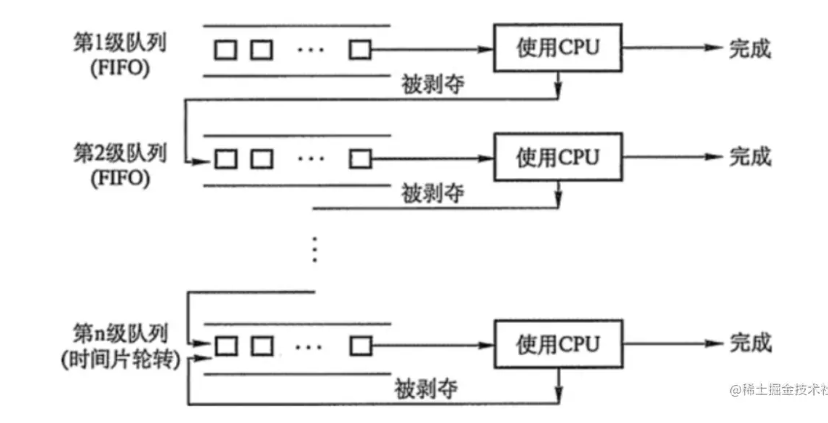 第1级队列
(FIFO)
... 使用CPU 完成
被剥夺
第2级队列
(FIFO)
... 使用CPU 完成
被剥夺
第n级队列
(时间片轮转)
... 使用CPU 完成
被剥夺
@稀土掘金技术社